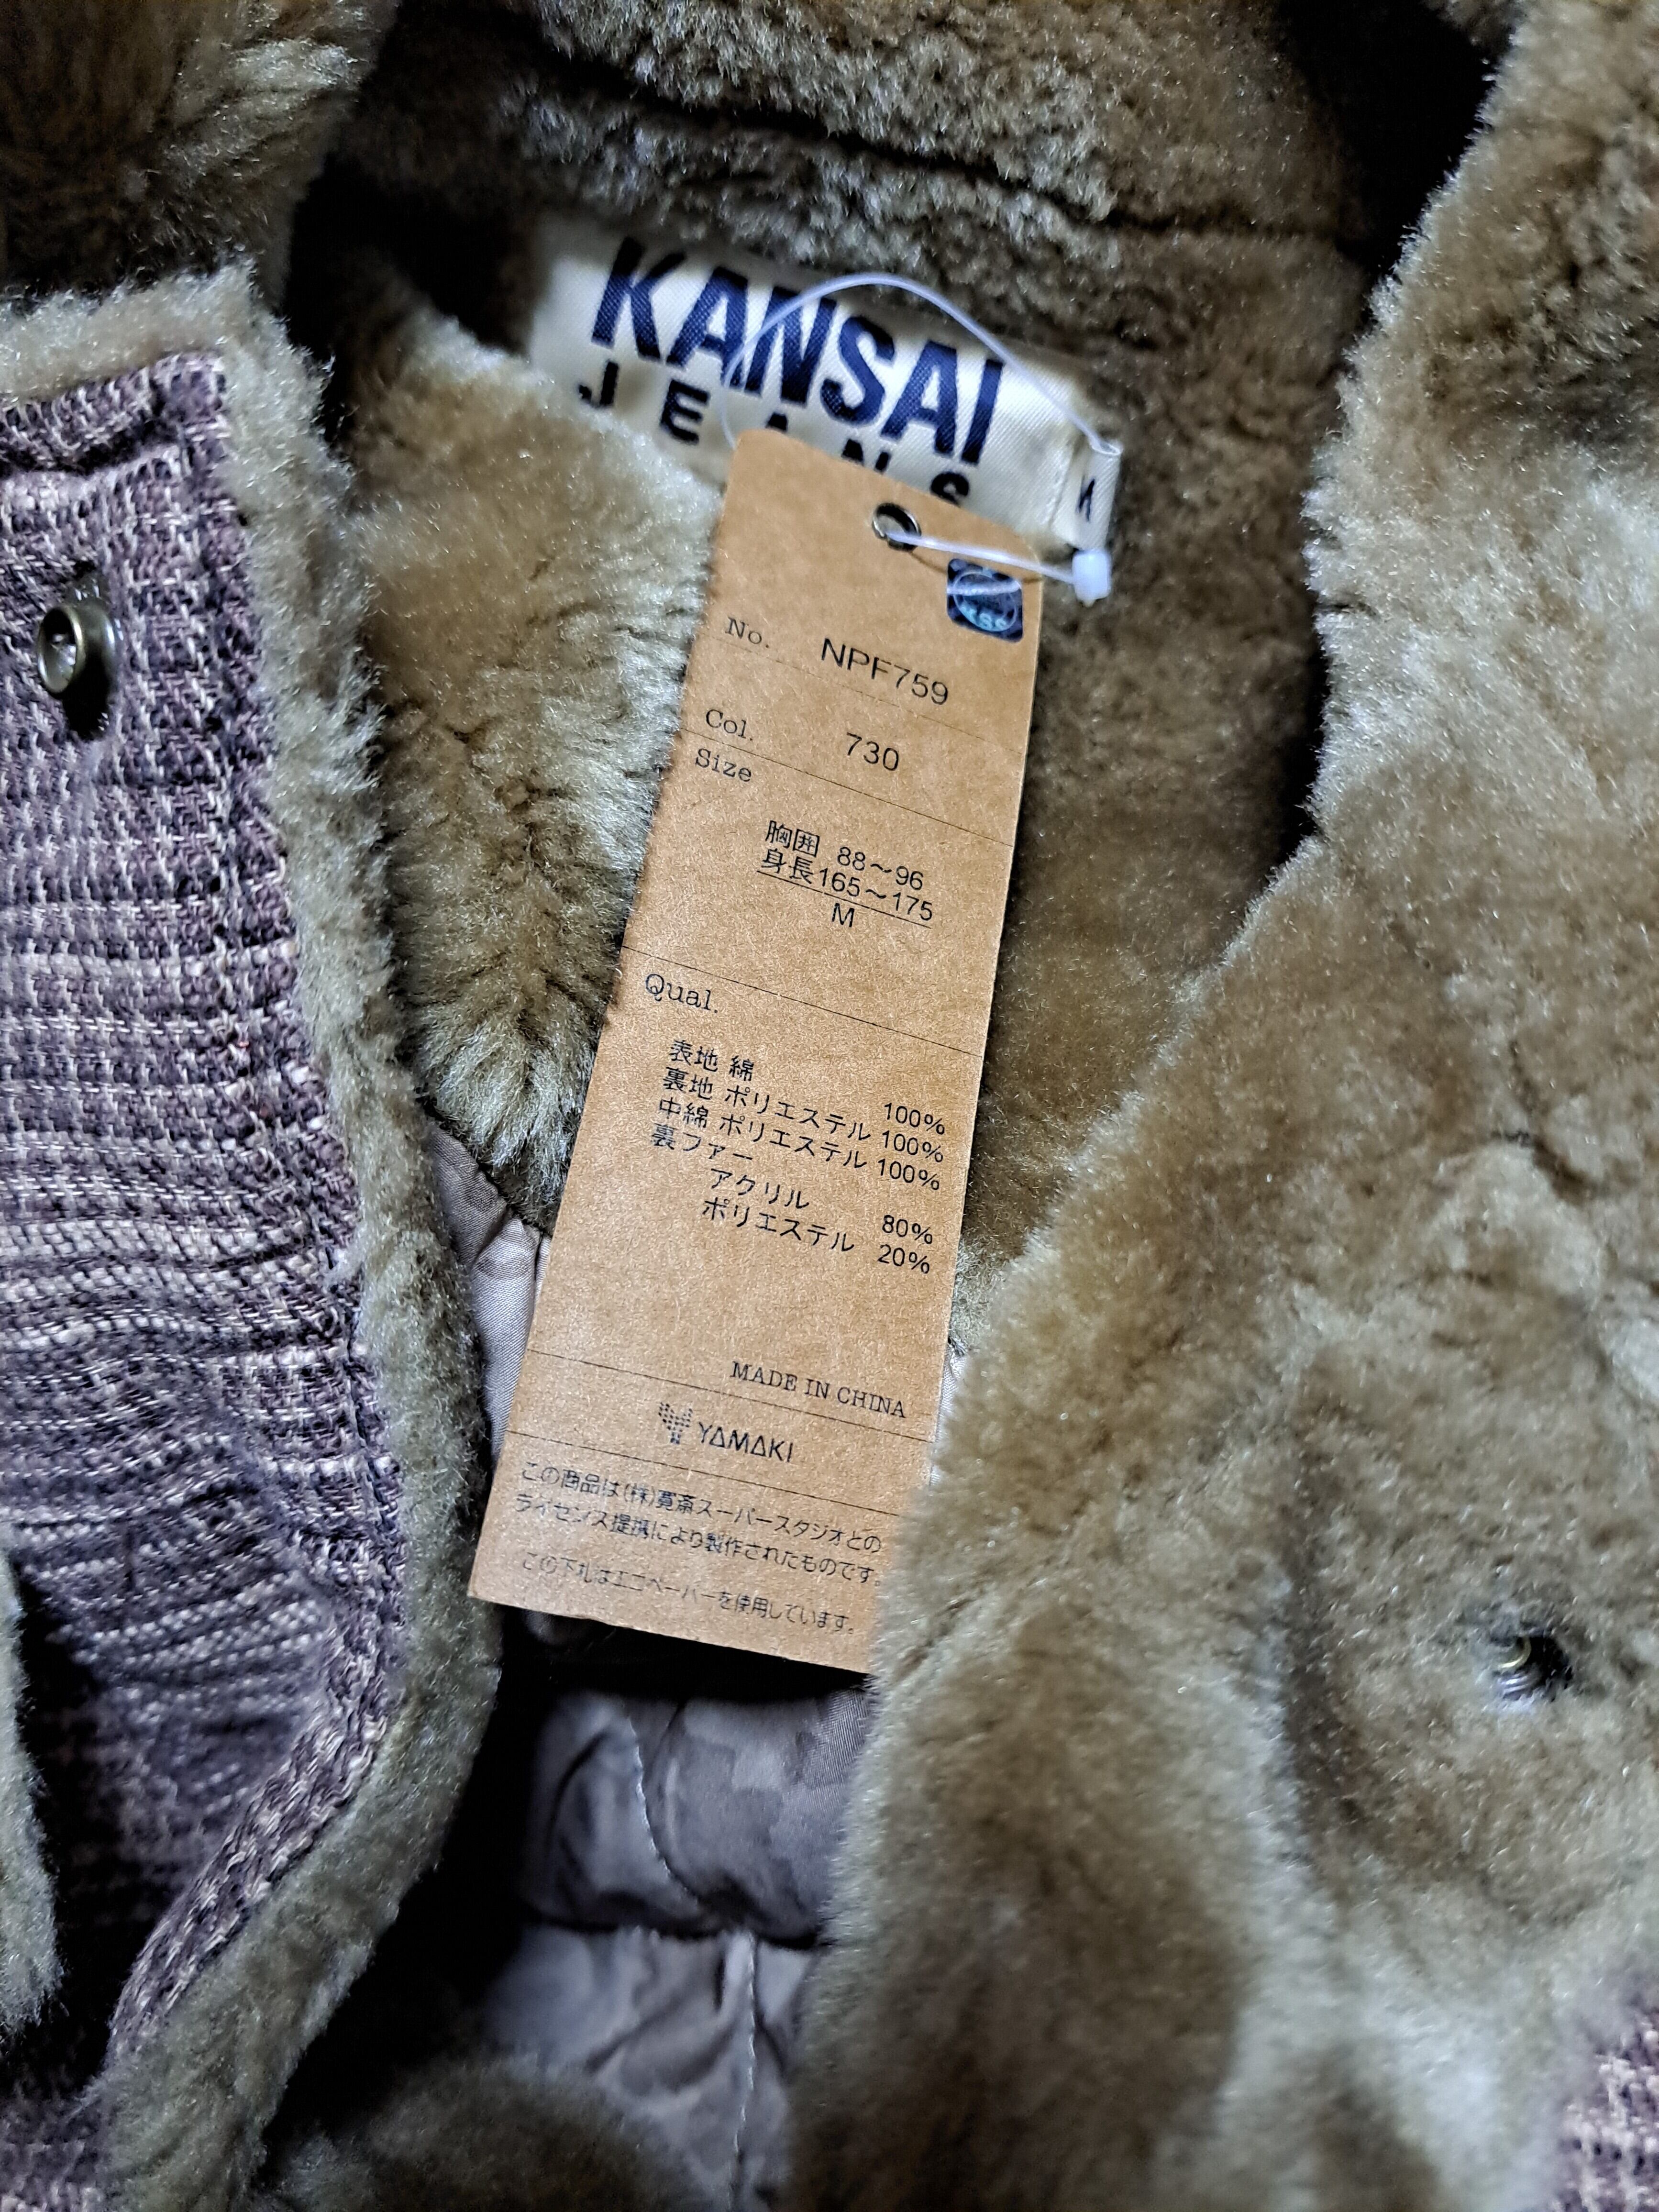 KANSAI
JEANS
No. NPF759
Col. 730
Size
胸囲 88～96
身長165～175
M
Qual.
表地 綿 100%
裏地 ポリエステル 100%
中綿 ポリエステル 100%
裏ファー
アクリル 80%
ポリエステル 20%
MADE IN CHINA
YAMAKI
この商品は(株)寛斎スーパースタジオとの
ライセンス提携により製作されたものです。
この下札はエコペーパーを使用しています。